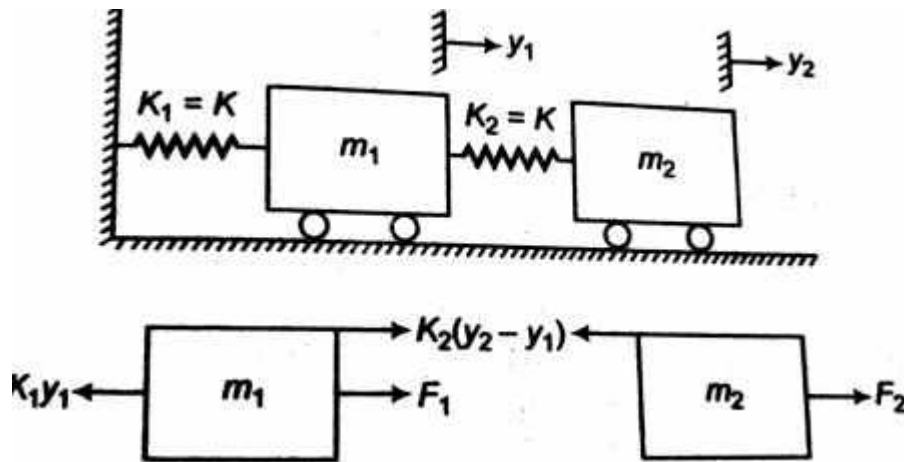 y₁
y₂
K₁ = K
K₂ = K
m₁
m₂
K₂(y₂ – y₁)
K₁y₁
m₁
F₁
m₂
F₂